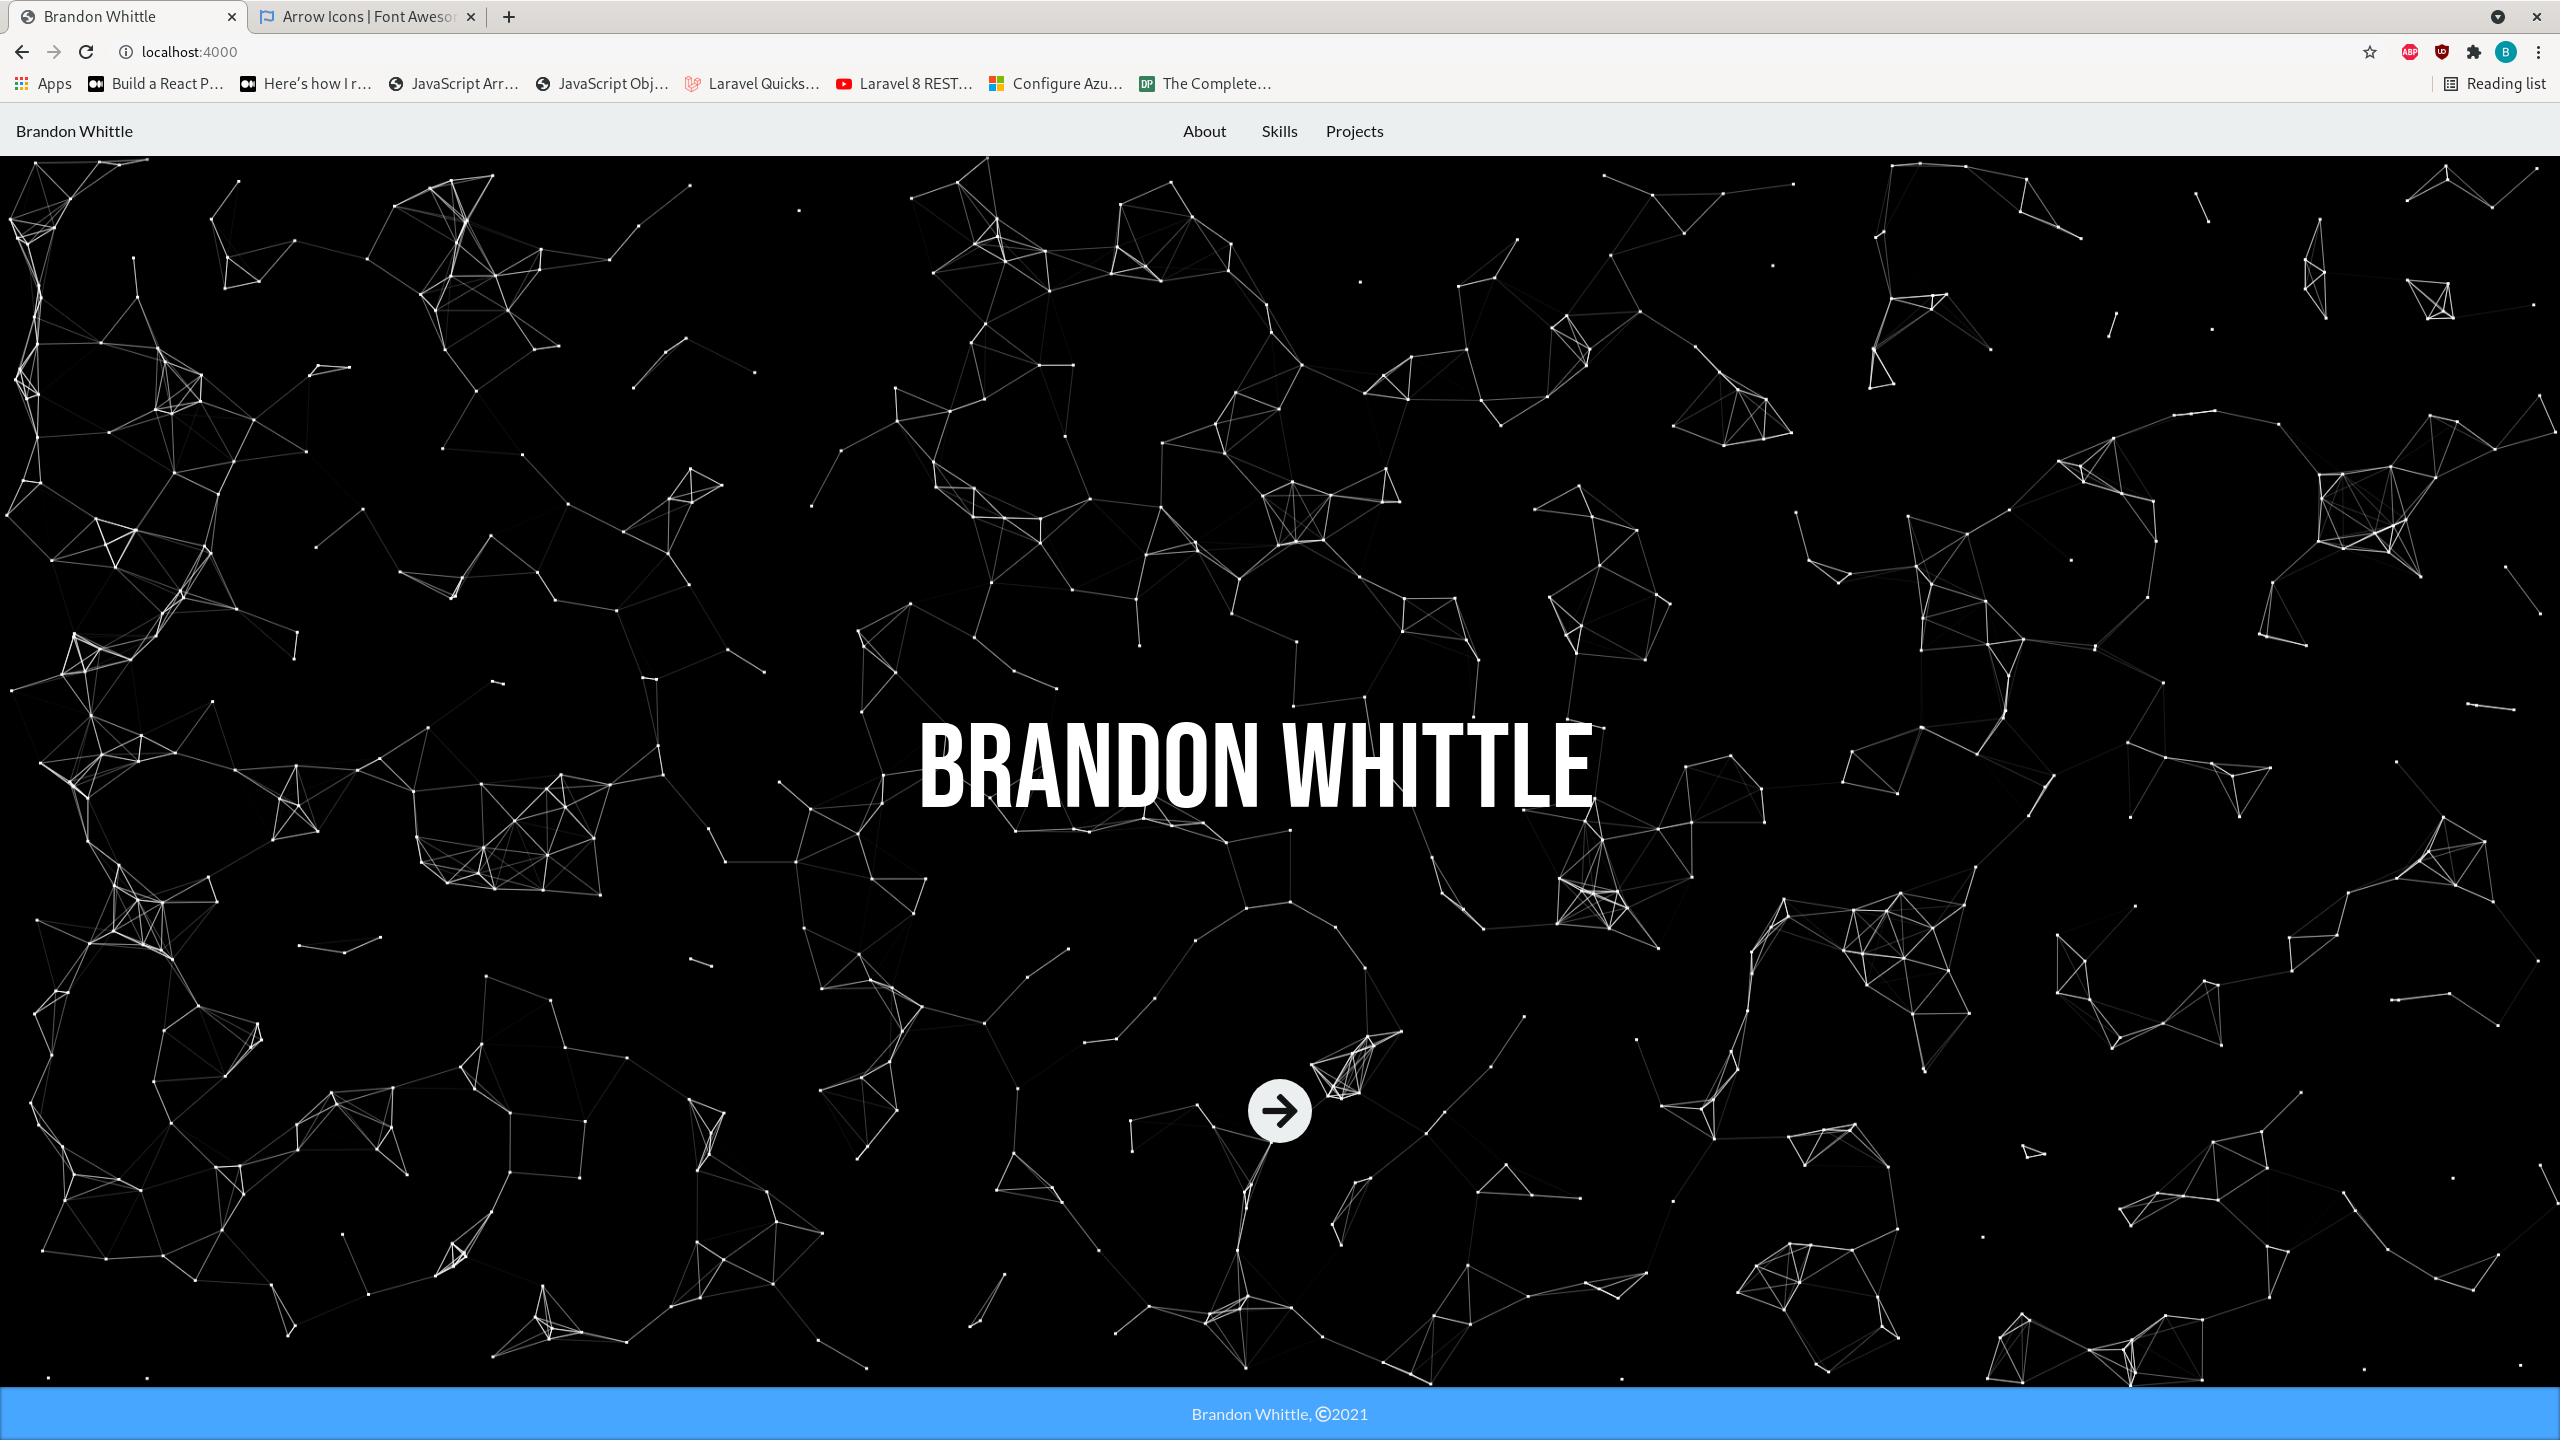 Brandon Whittle
Arrow Icons | Font Aweso
localhost:4000
B
Apps
Build a React P…
Here's how I r…
JavaScript Arr…
JavaScript Obj…
Laravel Quicks…
Laravel 8 REST…
Configure Azu…
DP
The Complete…
Reading list
Brandon Whittle
About
Skills
Projects
BRANDON WHITTLE
Brandon Whittle, ©2021